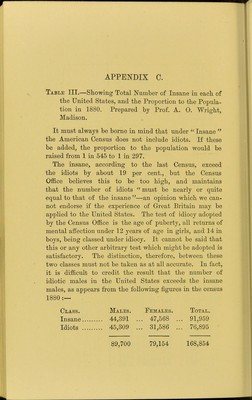 APPENDIX C.
Table III.—Showing Total Number of Insane in each of
the United States, and the Proportion to the Popula-
tion in 1880. Prepared by Prof. A. O. Wright,
Madison.
It must always be borne in mind that under "Insane"
the American Census does not include idiots. If these
be added, the proportion to the population would be
raised from 1 in 545 to 1 in 297.
The insane, according to the last Census, exceed
the idiots by about 19 per cent., but the Census
Office believes this to be too high, and maintains
that the number of idiots "must be nearly or quite
equal to that of the insane"—an opinion which we can-
not endorse if the experience of Great Britain may be
applied to the United States. The test of idiocy adopted
by the Census Office is the age of puberty, all returns of
mental affection under 12 years of age in girls, and 14 in
boys, being classed under idiocy. It cannot be said that
this or any other arbitrary test which might be adopted is
satisfactory. The distinction, therefore, between these
two classes must not be taken as at all accurate. In fact,
it is difficult to credit the result that the number of
idiotic males in the United States exceeds the insane
males, as appears from the following figures in the census
1880:—
Class. Males. Females. Total.
Insane......... 44,391 ... 47,568 ... 91,959
Idiots ......... 45,309 ... 31,586 ... 76,895
89,700 79,154 168,854